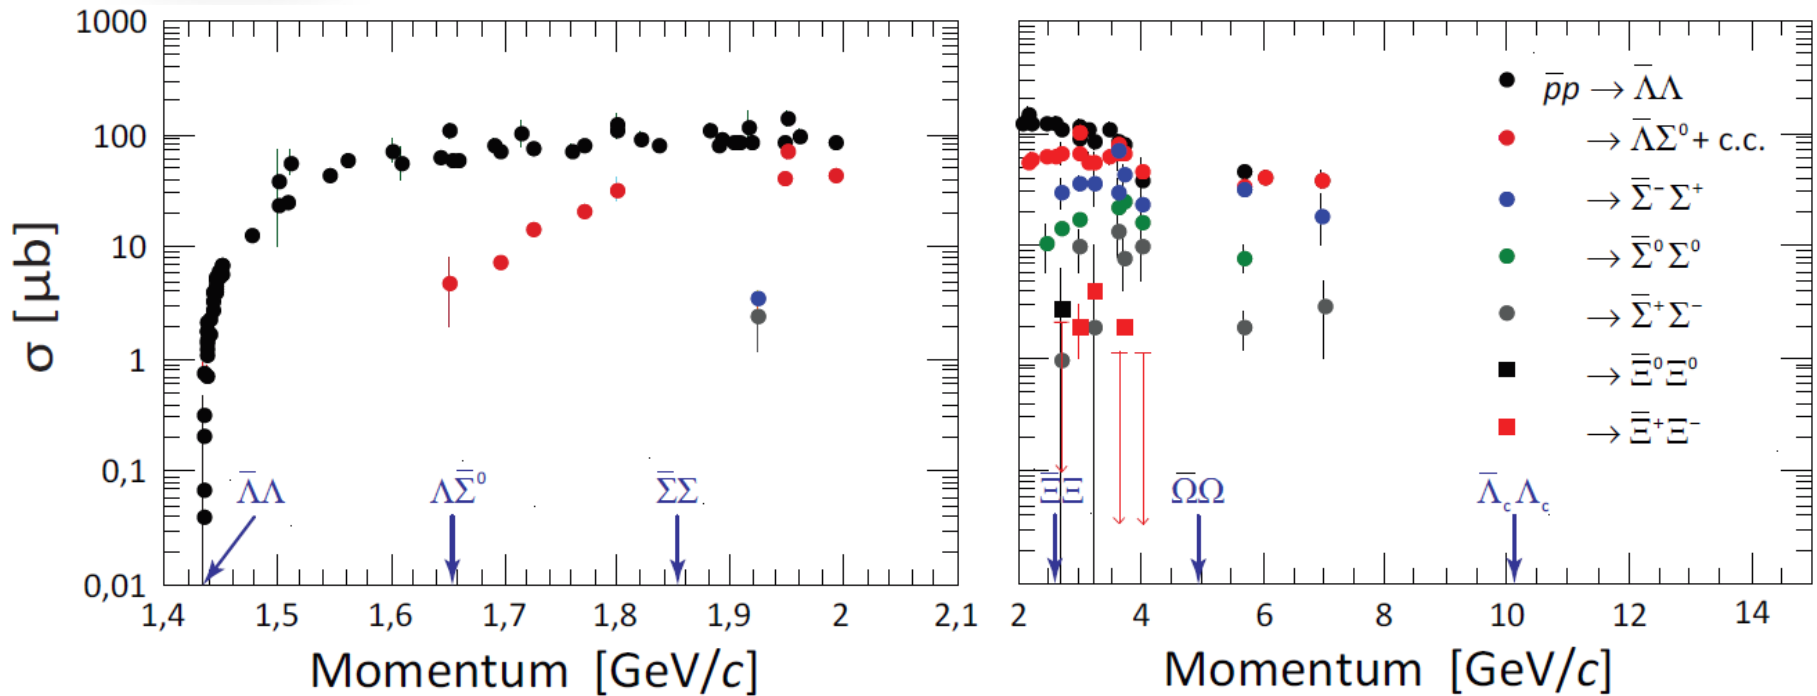 1000
100
10
1
0,1
0,01
σ [μb]
Λ̅Λ
ΛΣ̅⁰
Σ̅Σ
1,4 1,5 1,6 1,7 1,8 1,9 2 2,1
Momentum [GeV/c]
p̅p → Λ̅Λ
→ Λ̅Σ⁰ + c.c.
→ Σ̅⁻Σ⁺
→ Σ̅⁰Σ⁰
→ Σ̅⁺Σ⁻
→ Ξ̅⁰Ξ⁰
→ Ξ̅⁺Ξ⁻
Ξ̅Ξ
Ω̅Ω
Λ̅cΛc
2 4 6 8 10 12 14
Momentum [GeV/c]